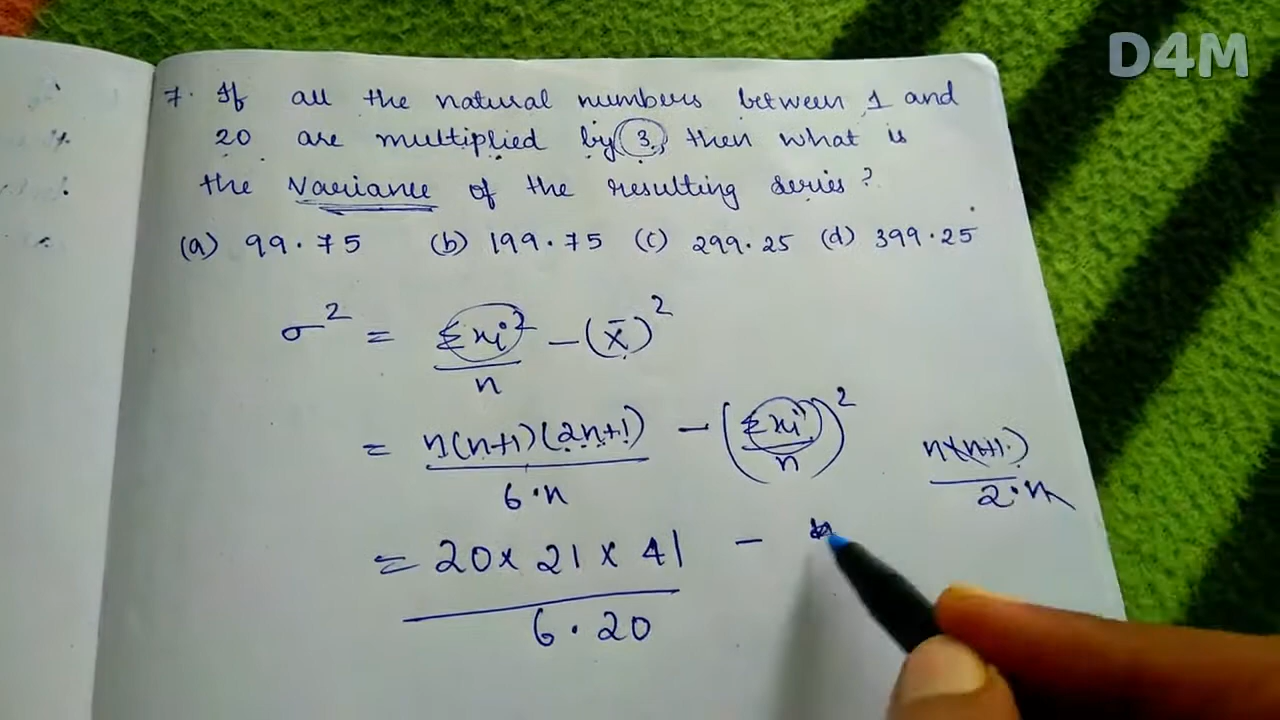 D4M
7. If all the natural numbers between 1 and
20 are multiplied by 3, then what is
the variance of the resulting series?
(a) 99.75 (b) 199.75 (c) 299.25 (d) 399.25
σ² = Σxi²/n - (x̄)²
= n(n+1)(2n+1)/6·n - (Σxi/n)²
n(n+1)/2·n
= 20 × 21 × 41/6·20 -